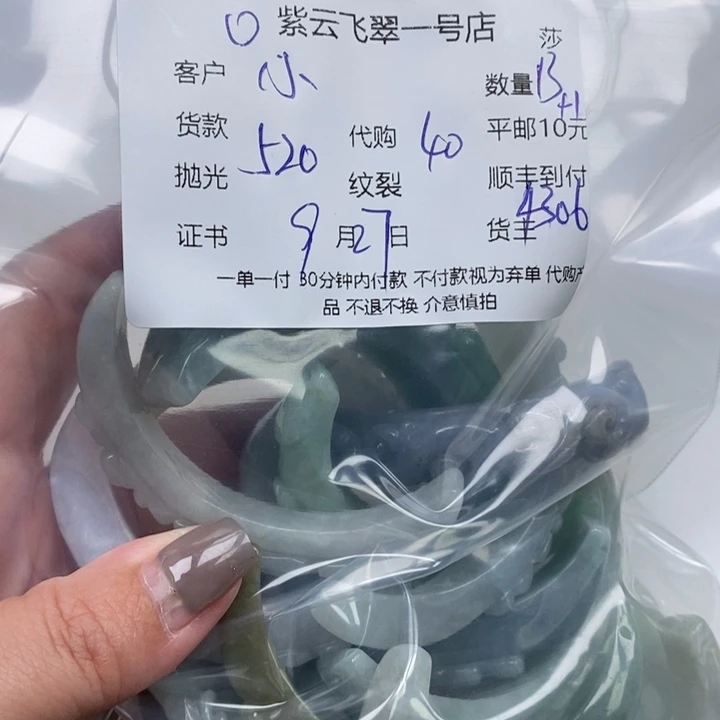 紫云飞翠一号店
莎
客户 小 数量 13
+1
货款 520 代购 40 平邮10元
抛光 纹裂 顺丰到付
证书 9月27日 货主 4306
一单一付 30分钟内付款 不付款视为弃单 代购产
品 不退不换 介意慎拍